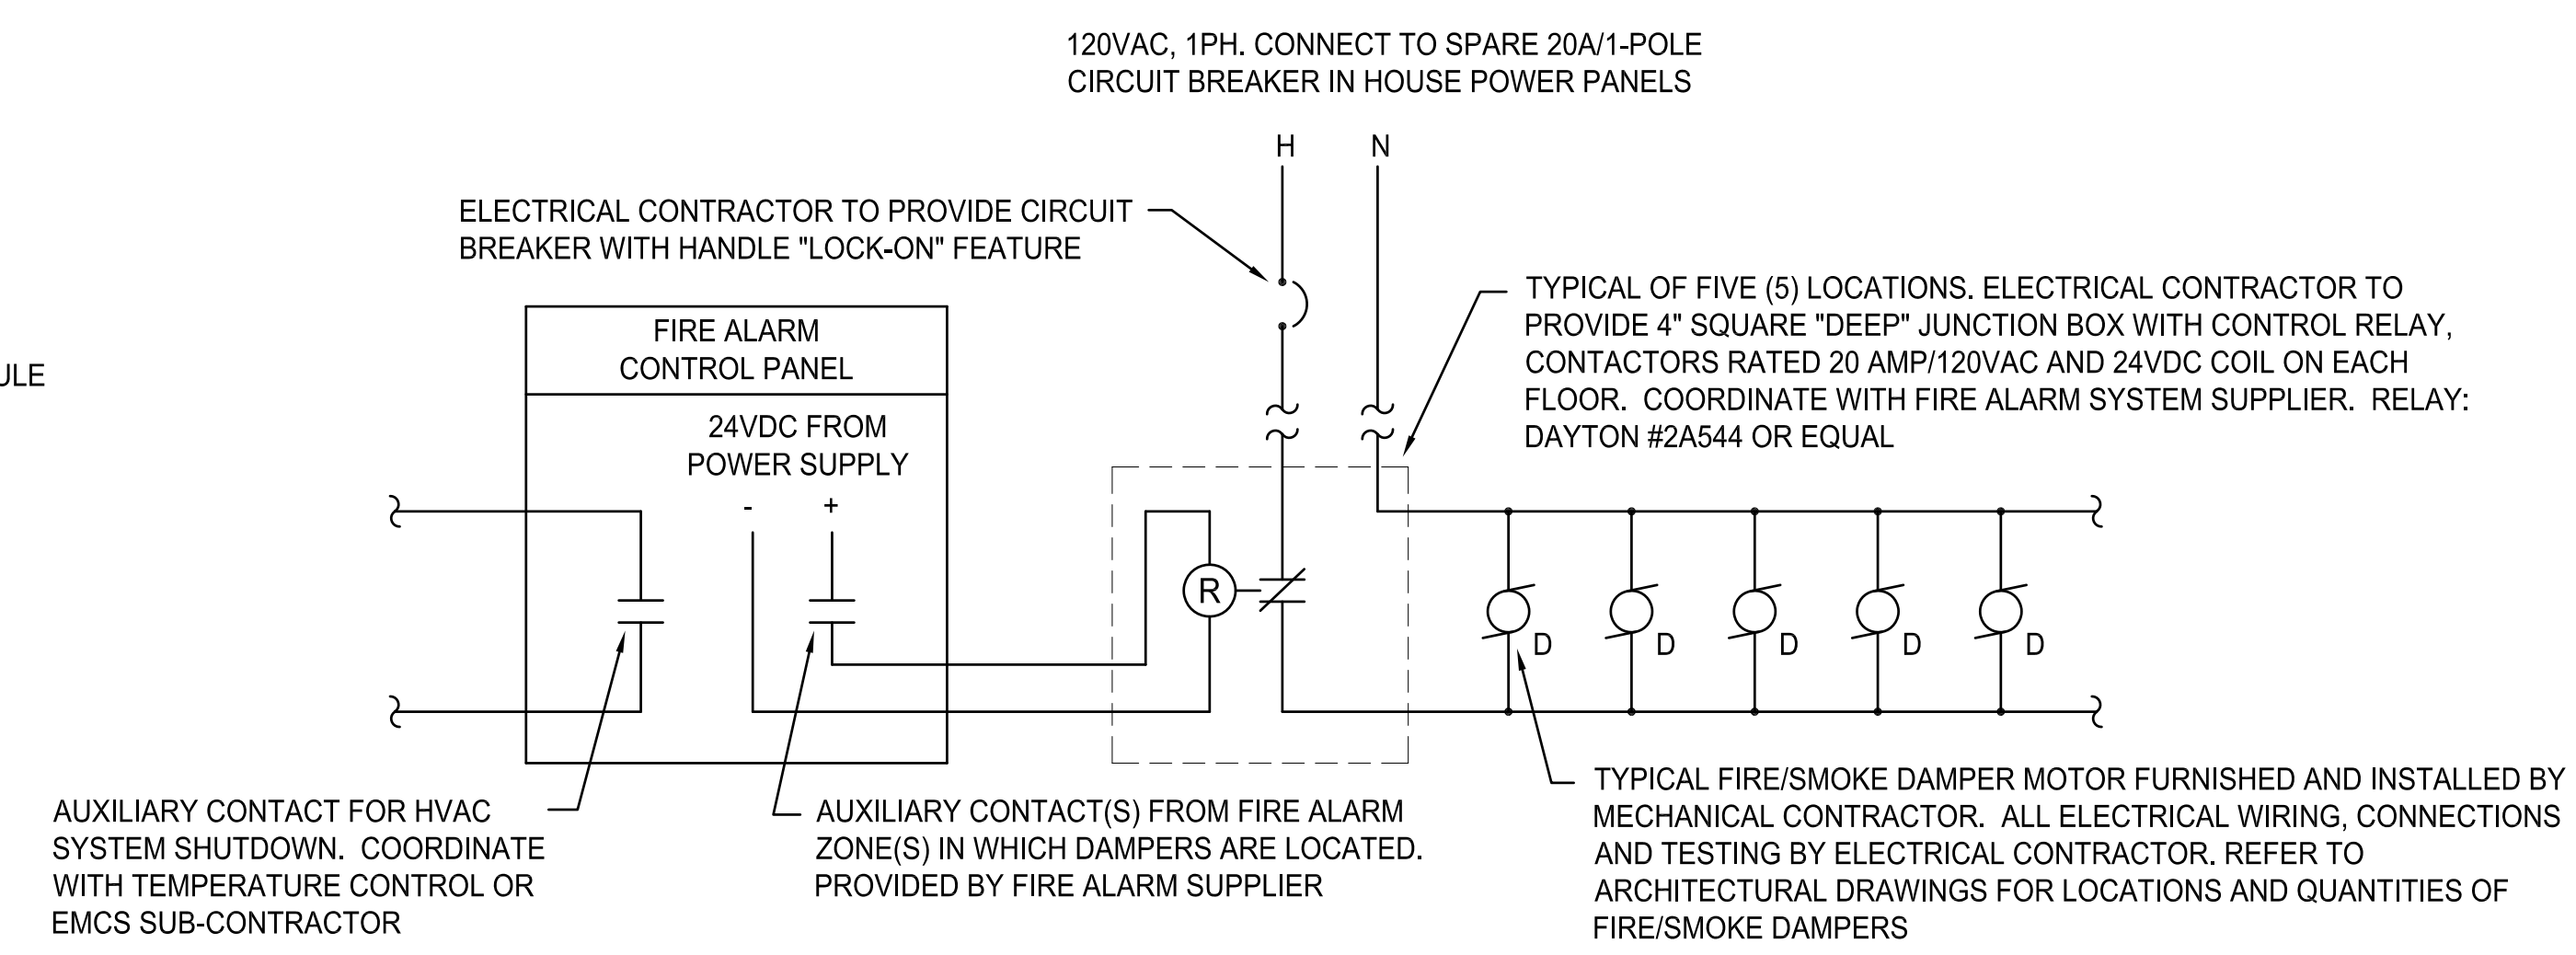 120VAC, 1PH. CONNECT TO SPARE 20A/1-POLE
CIRCUIT BREAKER IN HOUSE POWER PANELS
H
N
ELECTRICAL CONTRACTOR TO PROVIDE CIRCUIT
BREAKER WITH HANDLE "LOCK-ON" FEATURE
TYPICAL OF FIVE (5) LOCATIONS. ELECTRICAL CONTRACTOR TO
PROVIDE 4" SQUARE "DEEP" JUNCTION BOX WITH CONTROL RELAY,
CONTACTORS RATED 20 AMP/120VAC AND 24VDC COIL ON EACH
FLOOR. COORDINATE WITH FIRE ALARM SYSTEM SUPPLIER. RELAY:
DAYTON #2A544 OR EQUAL
ULE
FIRE ALARM
CONTROL PANEL
24VDC FROM
POWER SUPPLY
- +
R
D
D
D
D
D
AUXILIARY CONTACT FOR HVAC
SYSTEM SHUTDOWN. COORDINATE
WITH TEMPERATURE CONTROL OR
EMCS SUB-CONTRACTOR
AUXILIARY CONTACT(S) FROM FIRE ALARM
ZONE(S) IN WHICH DAMPERS ARE LOCATED.
PROVIDED BY FIRE ALARM SUPPLIER
TYPICAL FIRE/SMOKE DAMPER MOTOR FURNISHED AND INSTALLED BY
MECHANICAL CONTRACTOR. ALL ELECTRICAL WIRING, CONNECTIONS
AND TESTING BY ELECTRICAL CONTRACTOR. REFER TO
ARCHITECTURAL DRAWINGS FOR LOCATIONS AND QUANTITIES OF
FIRE/SMOKE DAMPERS